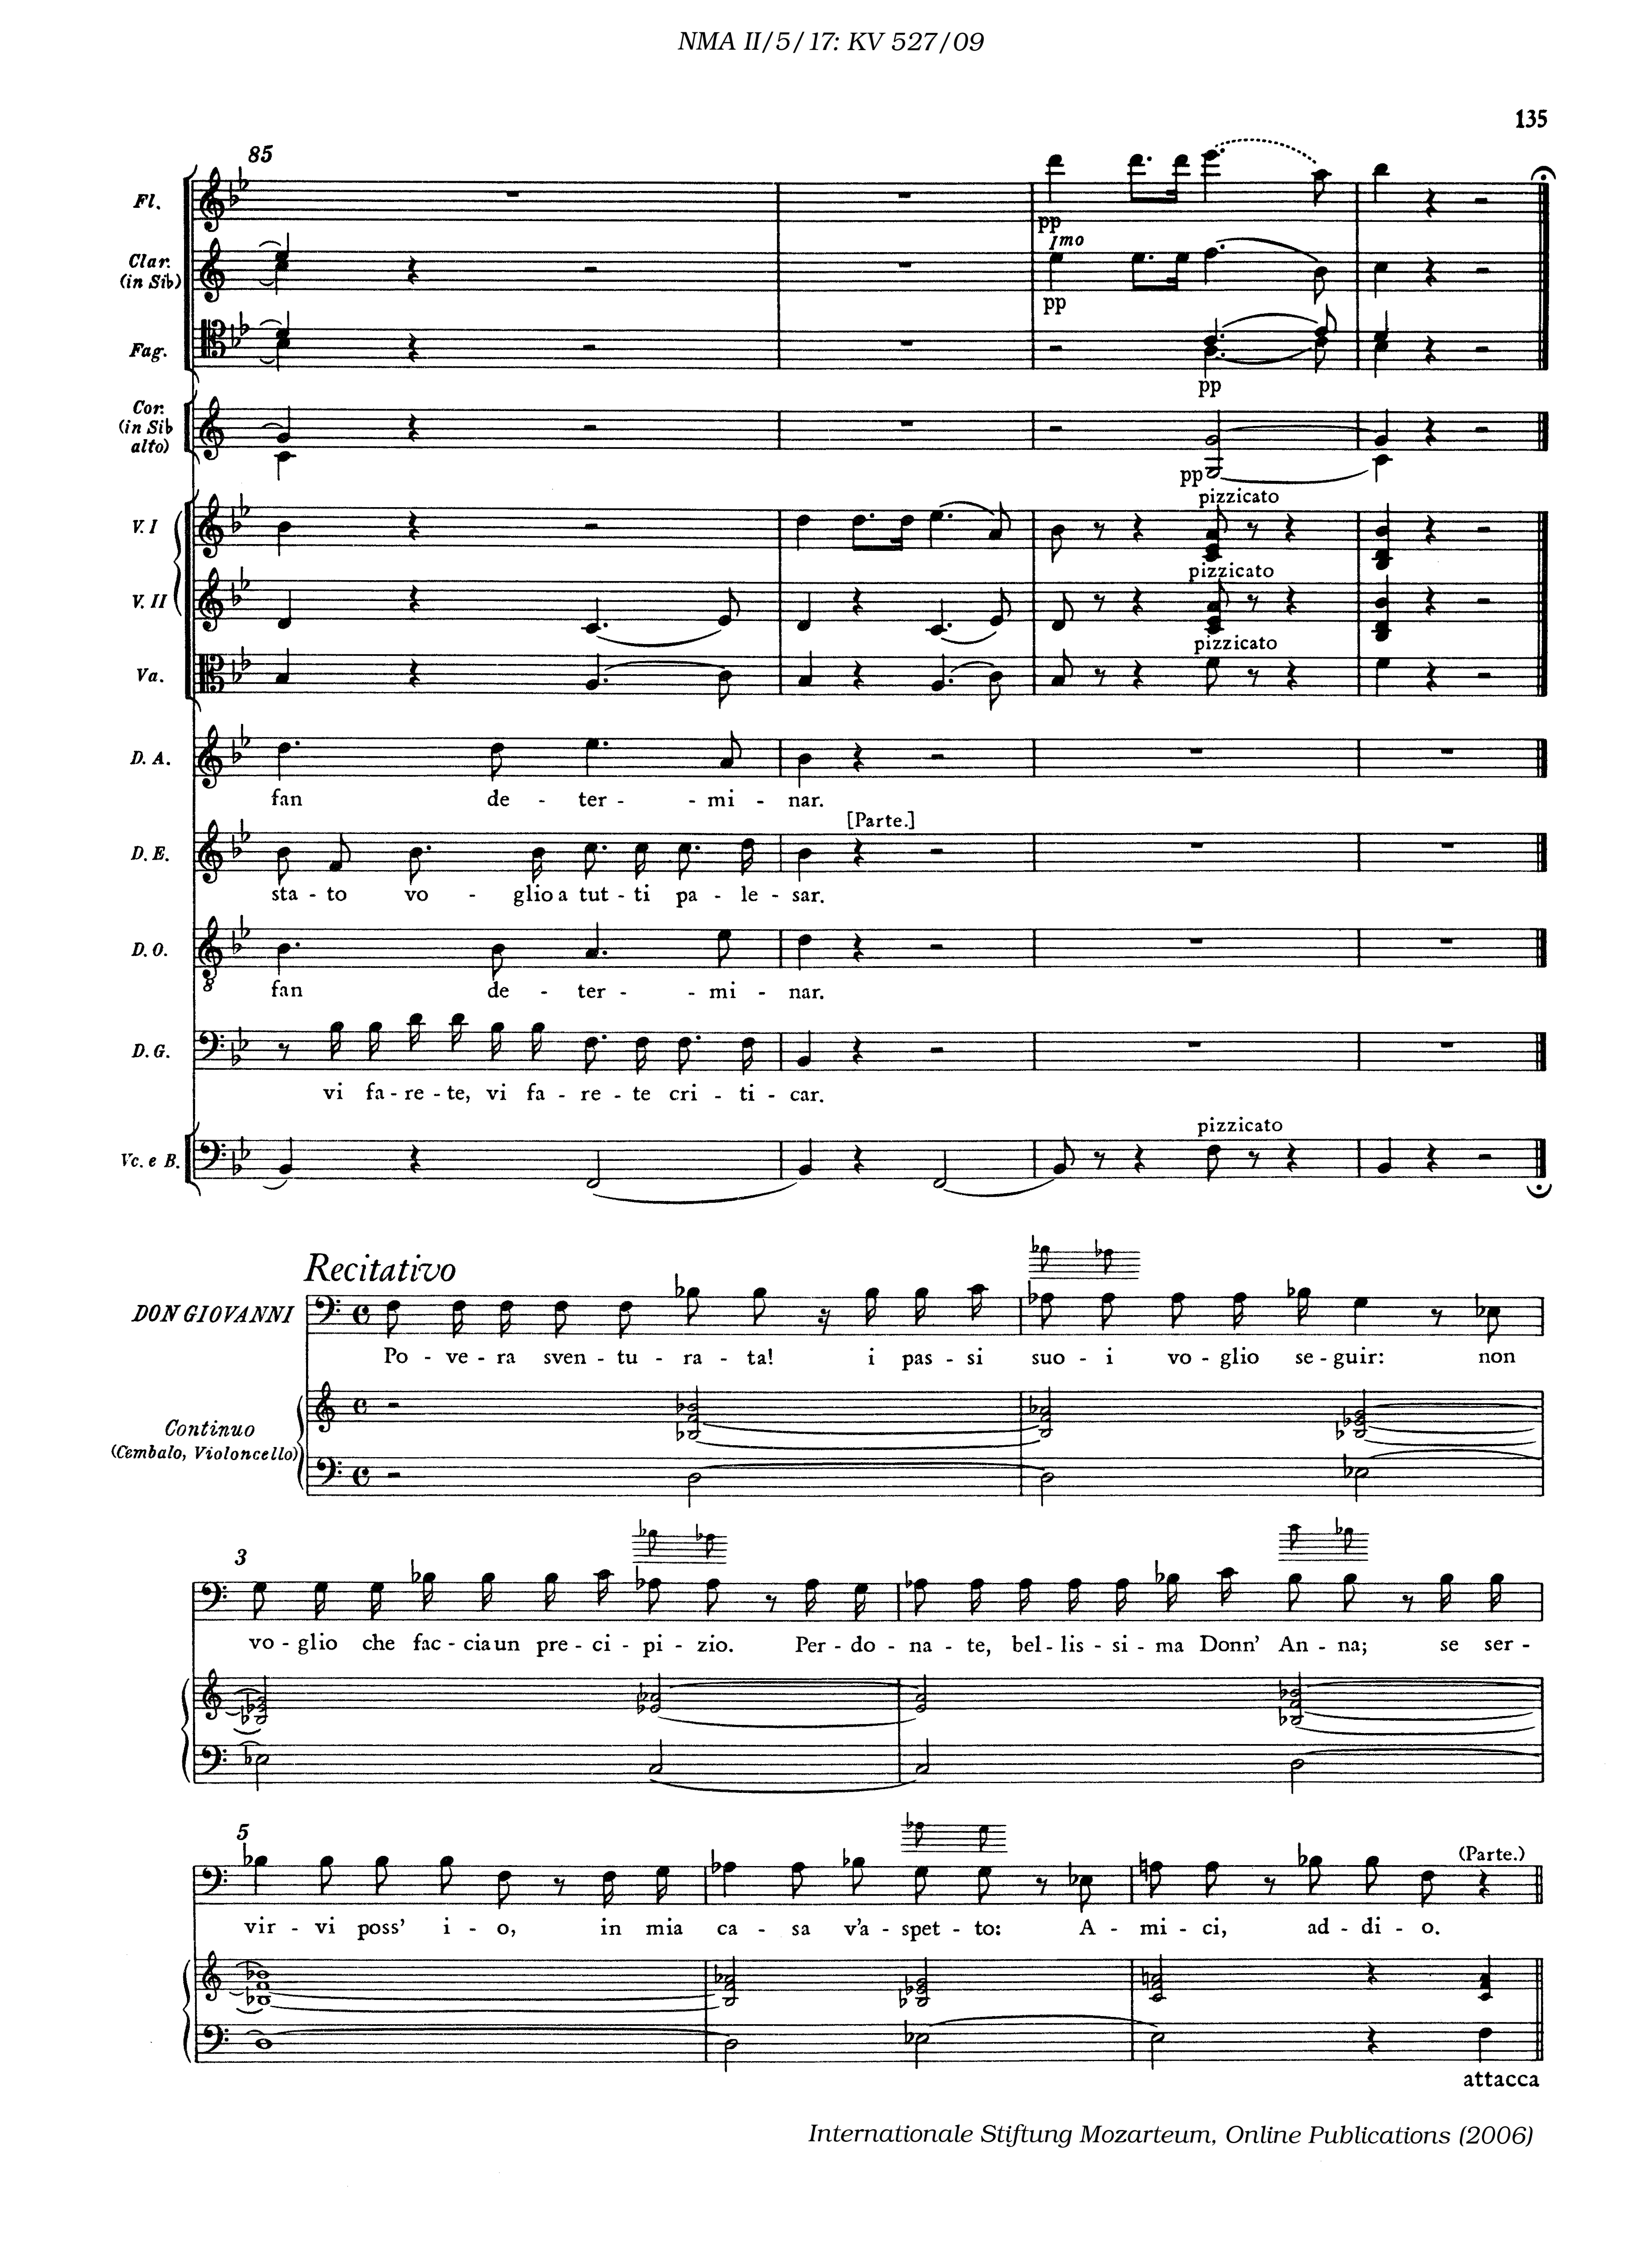 NMA II/5/17: KV 527/09
135
85
Fl.
pp
Clar.
(in Sib)
Imo
pp
Fag.
pp
Cor.
(in Sib
alto)
pp
pizzicato
V. I
pizzicato
V. II
pizzicato
Va.
D. A.
fan de - ter - - mi - nar.
[Parte.]
D. E.
sta - to vo - glio a tut - ti pa - le - sar.
D. O.
fan de - ter - - mi - nar.
D. G.
vi fa - re - te, vi fa - re - te cri - ti - car.
pizzicato
Vc. e B.
Recitativo
DON GIOVANNI
Po - ve - ra sven - tu - ra - ta! i pas - si suo - i vo - glio se - guir: non
Continuo
(Cembalo, Violoncello)
3
vo - glio che fac - cia un pre - ci - pi - zio. Per - do - na - te, bel - lis - si - ma Donn' An - na; se ser -
5
(Parte.)
vir - vi poss' i - o, in mia ca - sa v'a - spet - to: A - mi - ci, ad - di - o.
attacca
Internationale Stiftung Mozarteum, Online Publications (2006)